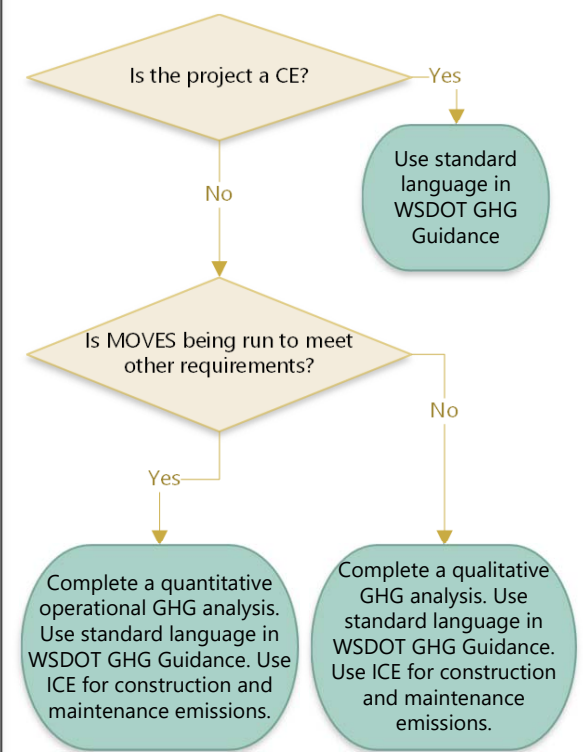 Is the project a CE?
Yes
Use standard
language in
WSDOT GHG
Guidance
No
Is MOVES being run to meet
other requirements?
No
Yes
Complete a quantitative
operational GHG analysis.
Use standard language in
WSDOT GHG Guidance. Use
ICE for construction and
maintenance emissions.
Complete a qualitative
GHG analysis. Use
standard language in
WSDOT GHG Guidance.
Use ICE for construction
and maintenance
emissions.